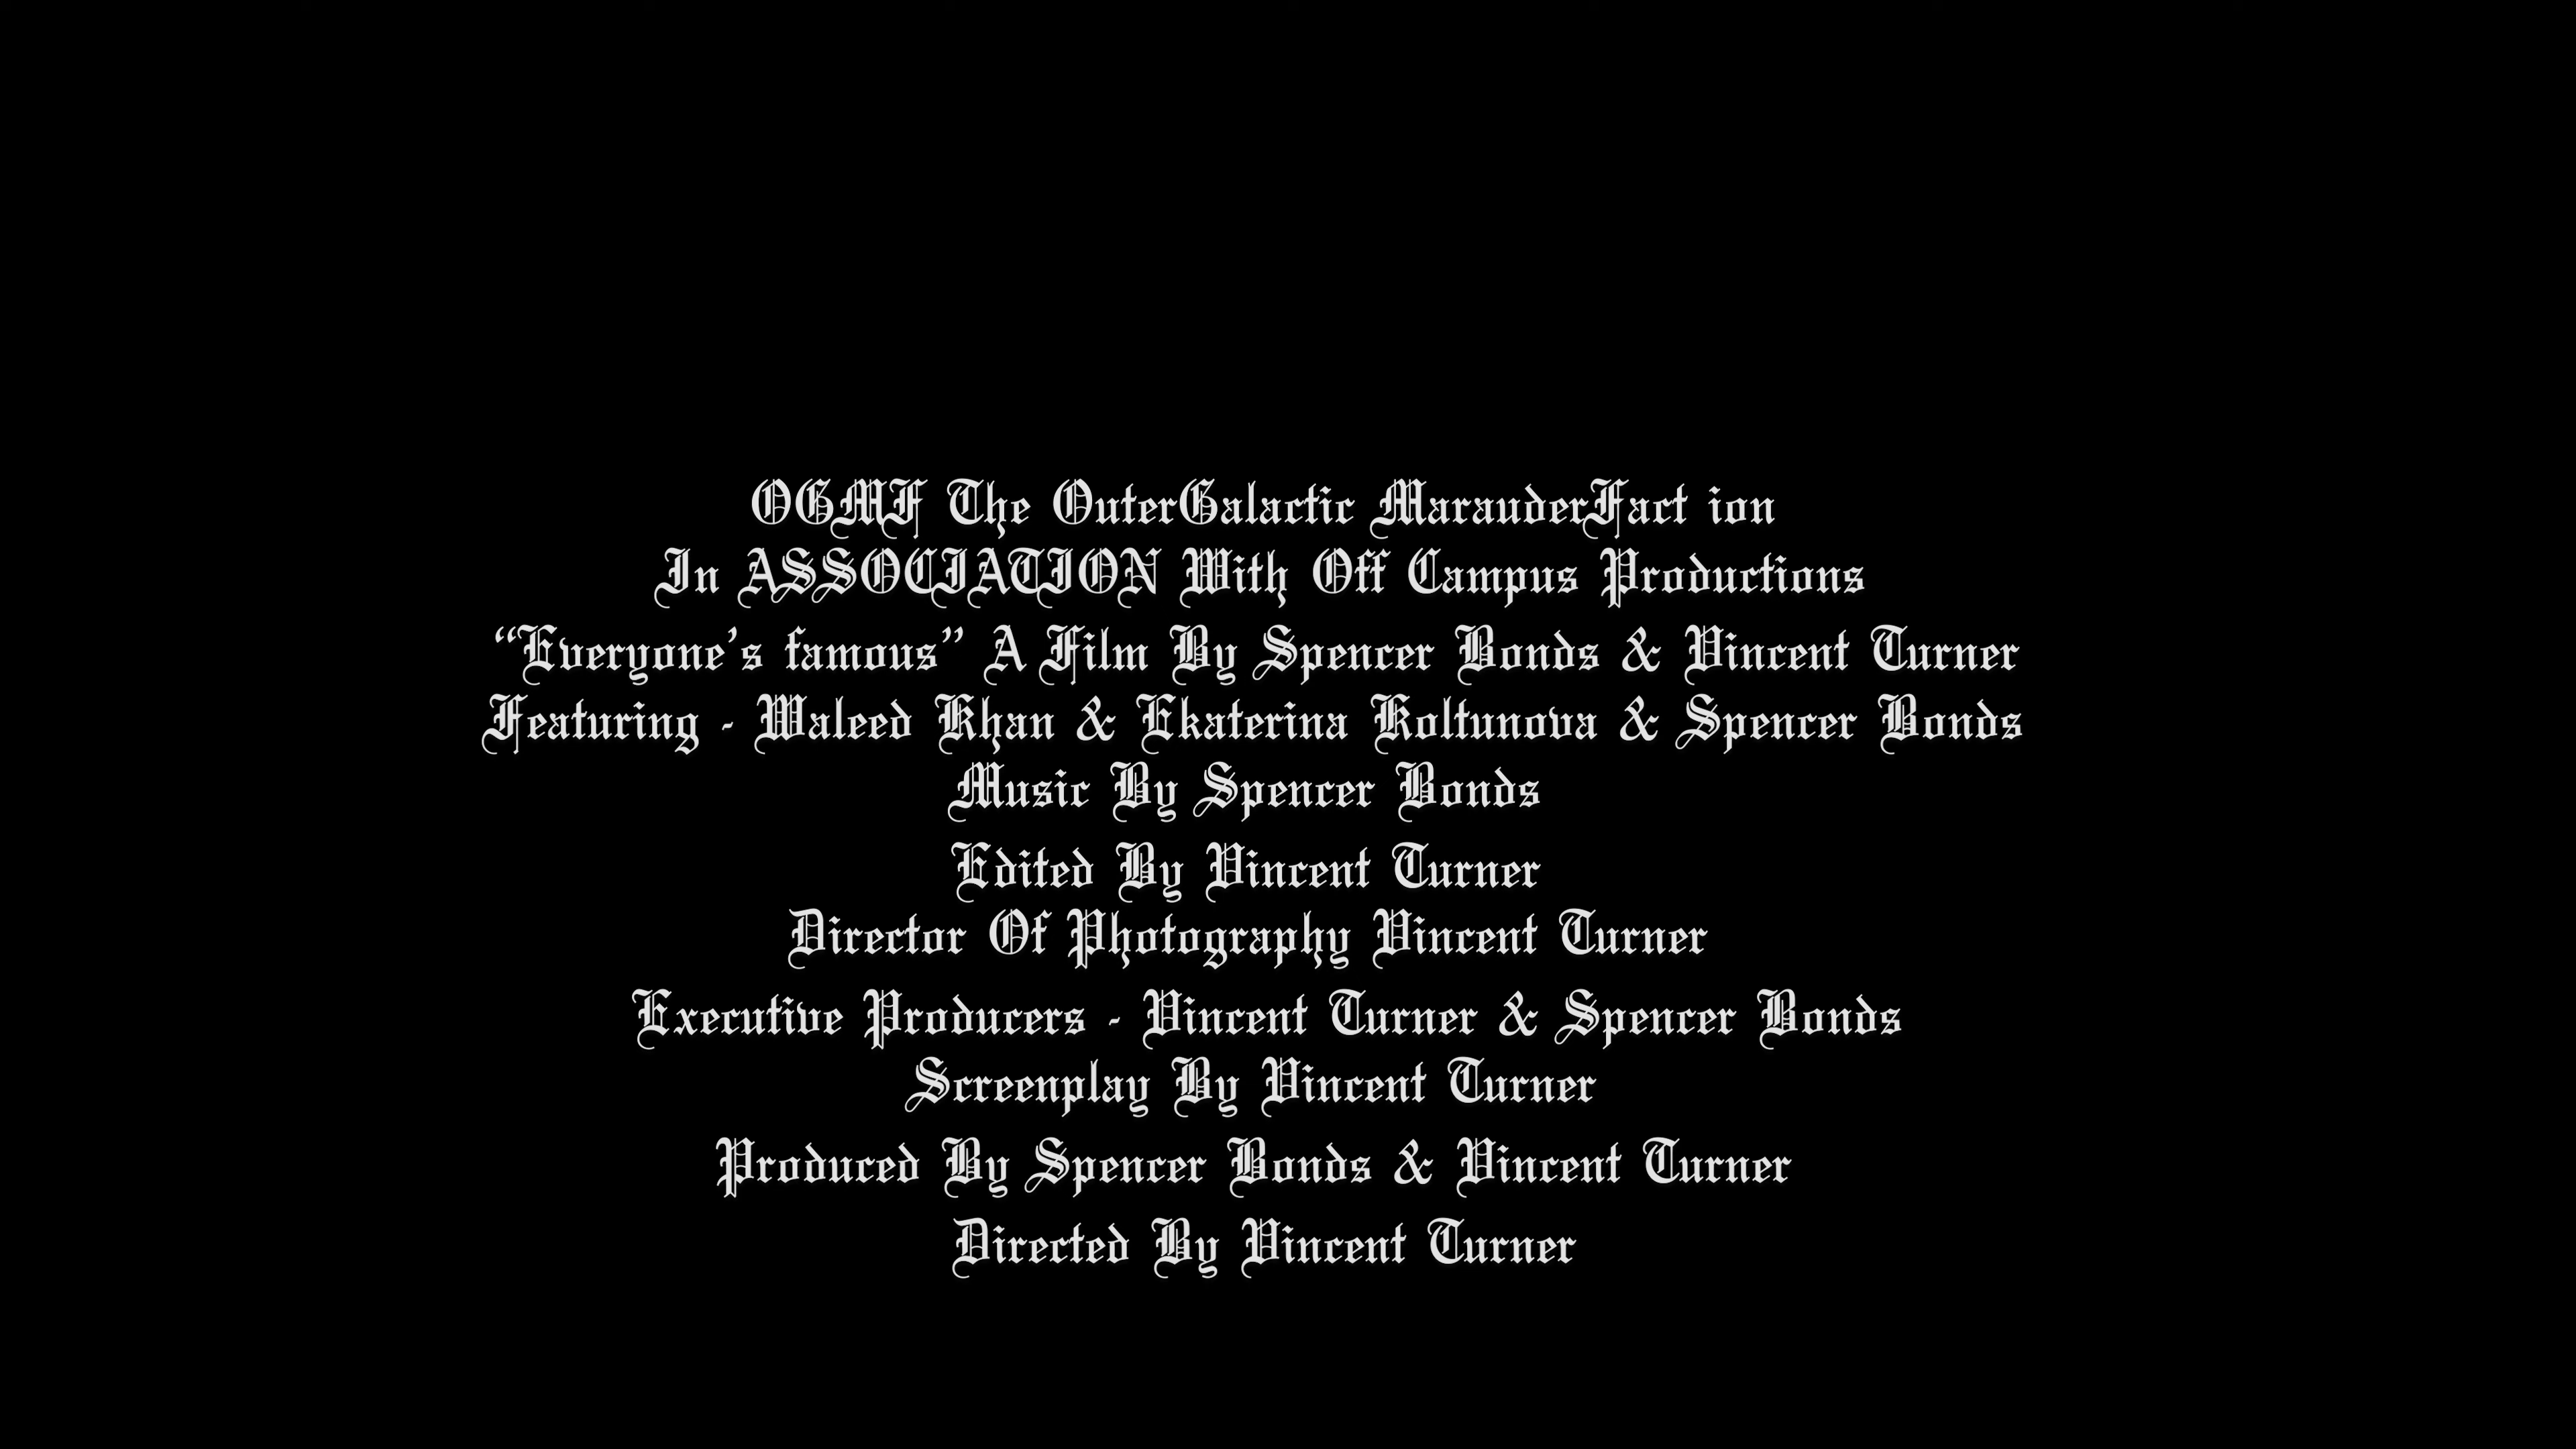 OGMF The OuterGalactic MarauderFact ion
In ASSOCIATION With Off Campus Productions
“Everyone’s famous” A Film By Spencer Bonds & Vincent Turner
Featuring - Waleed Khan & Ekaterina Koltunova & Spencer Bonds
Music By Spencer Bonds
Edited By Vincent Turner
Director Of Photography Vincent Turner
Executive Producers - Vincent Turner & Spencer Bonds
Screenplay By Vincent Turner
Produced By Spencer Bonds & Vincent Turner
Directed By Vincent Turner